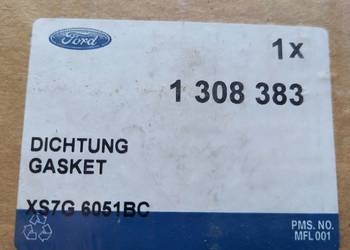 Ford
1x
1 308 383
DICHTUNG
GASKET
XS7G 6051BC
PMS. NO.
MFL 001